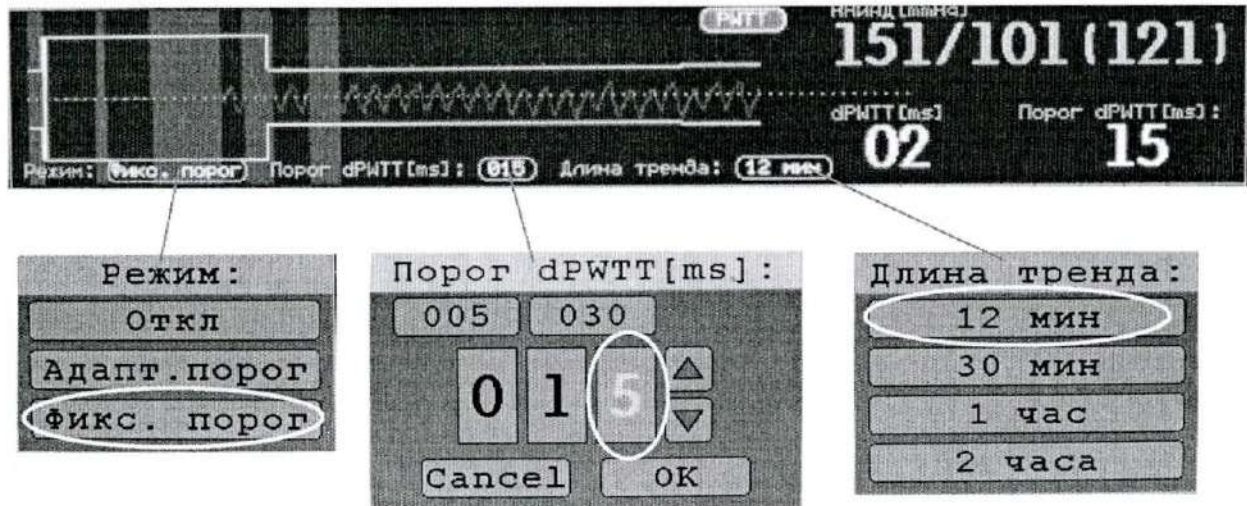 PWTT
НАИАД [mmHg]
151/101(121)
dPWTT[ms]
02
Порог dPWTT[ms]:
15
Режим: Фикс. порог Порог dPWTT[ms]: 015 Длина тренда: 12 мин
Режим:
Откл
Адапт.порог
Фикс. порог
Порог dPWTT[ms]:
005 030
0 1 5
Cancel OK
Длина тренда:
12 мин
30 мин
1 час
2 часа